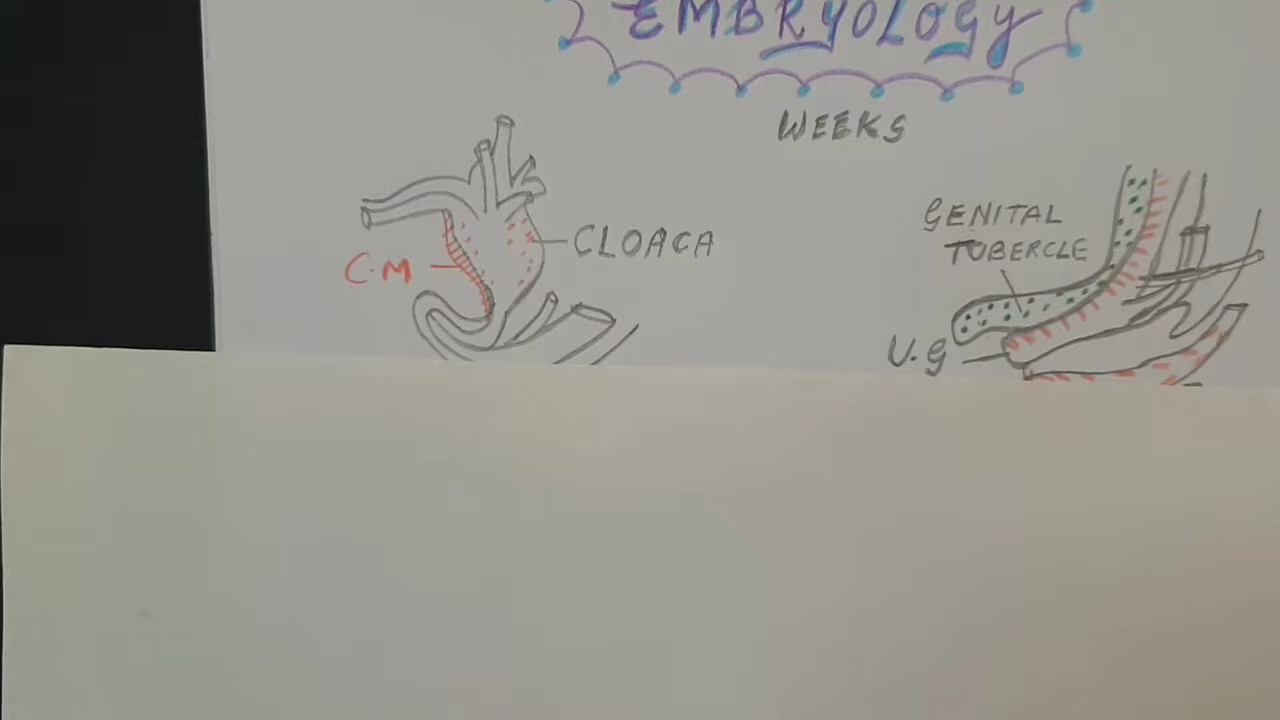 EMBRYOLOGY
WEEKS
C.M
CLOACA
GENITAL
TUBERCLE
U.g